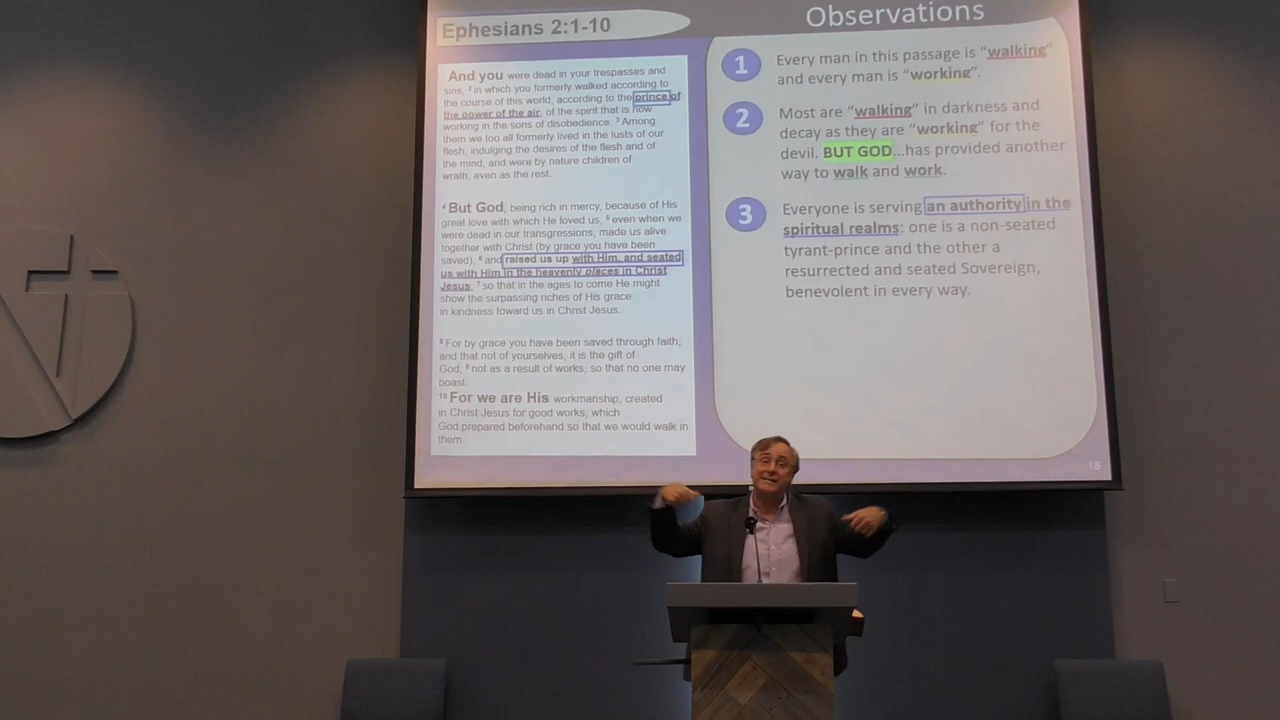 Ephesians 2:1-10
And you were dead in your trespasses and
sins, 2 in which you formerly walked according to
the course of this world, according to the prince of
the power of the air, of the spirit that is now
working in the sons of disobedience. 3 Among
them we too all formerly lived in the lusts of our
flesh, indulging the desires of the flesh and of
the mind, and were by nature children of
wrath, even as the rest.
4 But God, being rich in mercy, because of His
great love with which He loved us, 5 even when we
were dead in our transgressions, made us alive
together with Christ (by grace you have been
saved), 6 and raised us up with Him, and seated
us with Him in the heavenly places in Christ
Jesus, 7 so that in the ages to come He might
show the surpassing riches of His grace
in kindness toward us in Christ Jesus.
8 For by grace you have been saved through faith;
and that not of yourselves, it is the gift of
God; 9 not as a result of works, so that no one may
boast.
10 For we are His workmanship, created
in Christ Jesus for good works, which
God prepared beforehand so that we would walk in
them.
Observations
1 Every man in this passage is “walking”
and every man is “working”.
2 Most are “walking” in darkness and
decay as they are “working” for the
devil. BUT GOD...has provided another
way to walk and work.
3 Everyone is serving an authority in the
spiritual realms: one is a non-seated
tyrant-prince and the other a
resurrected and seated Sovereign,
benevolent in every way.
16